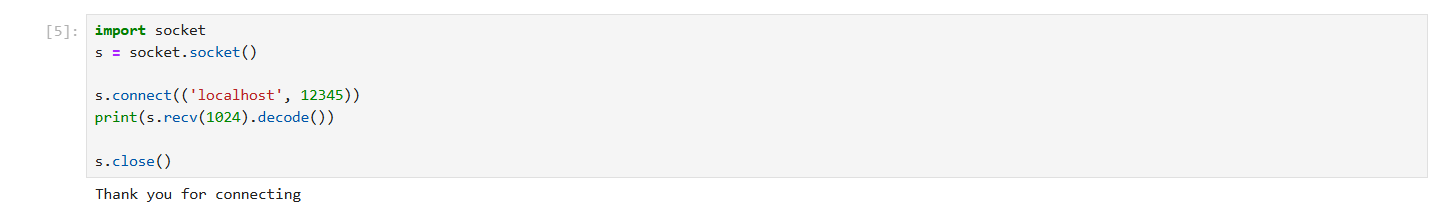 [5]: import socket
s = socket.socket()
s.connect(('localhost', 12345))
print(s.recv(1024).decode())
s.close()
Thank you for connecting